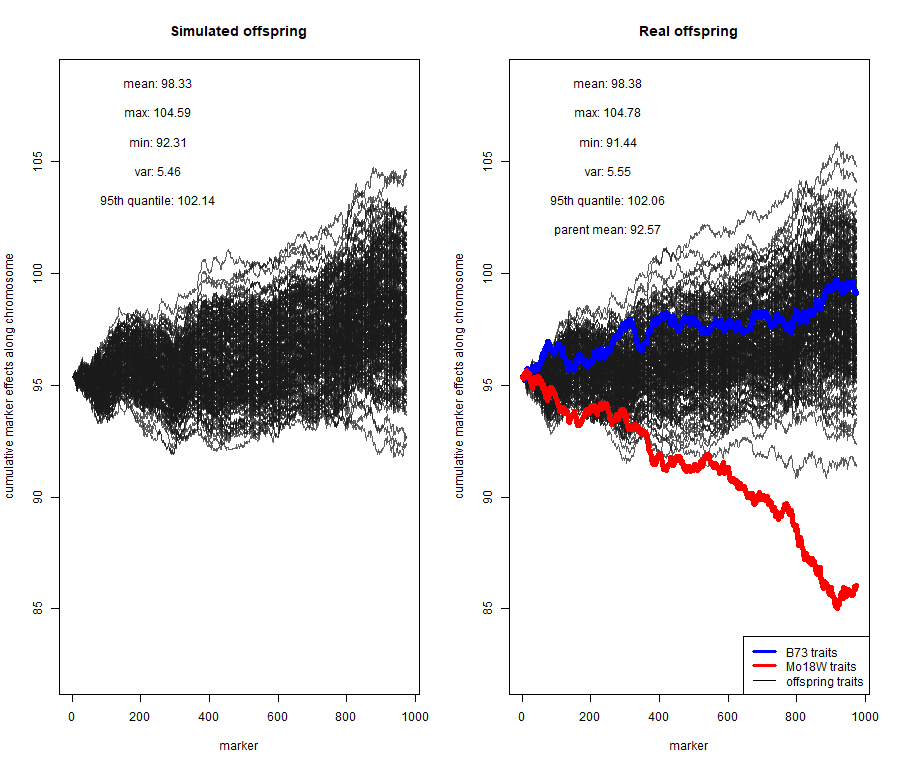 Simulated offspring
mean: 98.33
max: 104.59
min: 92.31
var: 5.46
95th quantile: 102.14
cumulative marker effects along chromosome
105
100
95
90
85
0 200 400 600 800 1000
marker
Real offspring
mean: 98.38
max: 104.78
min: 91.44
var: 5.55
95th quantile: 102.06
parent mean: 92.57
cumulative marker effects along chromosome
105
100
95
90
85
B73 traits
Mo18W traits
offspring traits
0 200 400 600 800 1000
marker